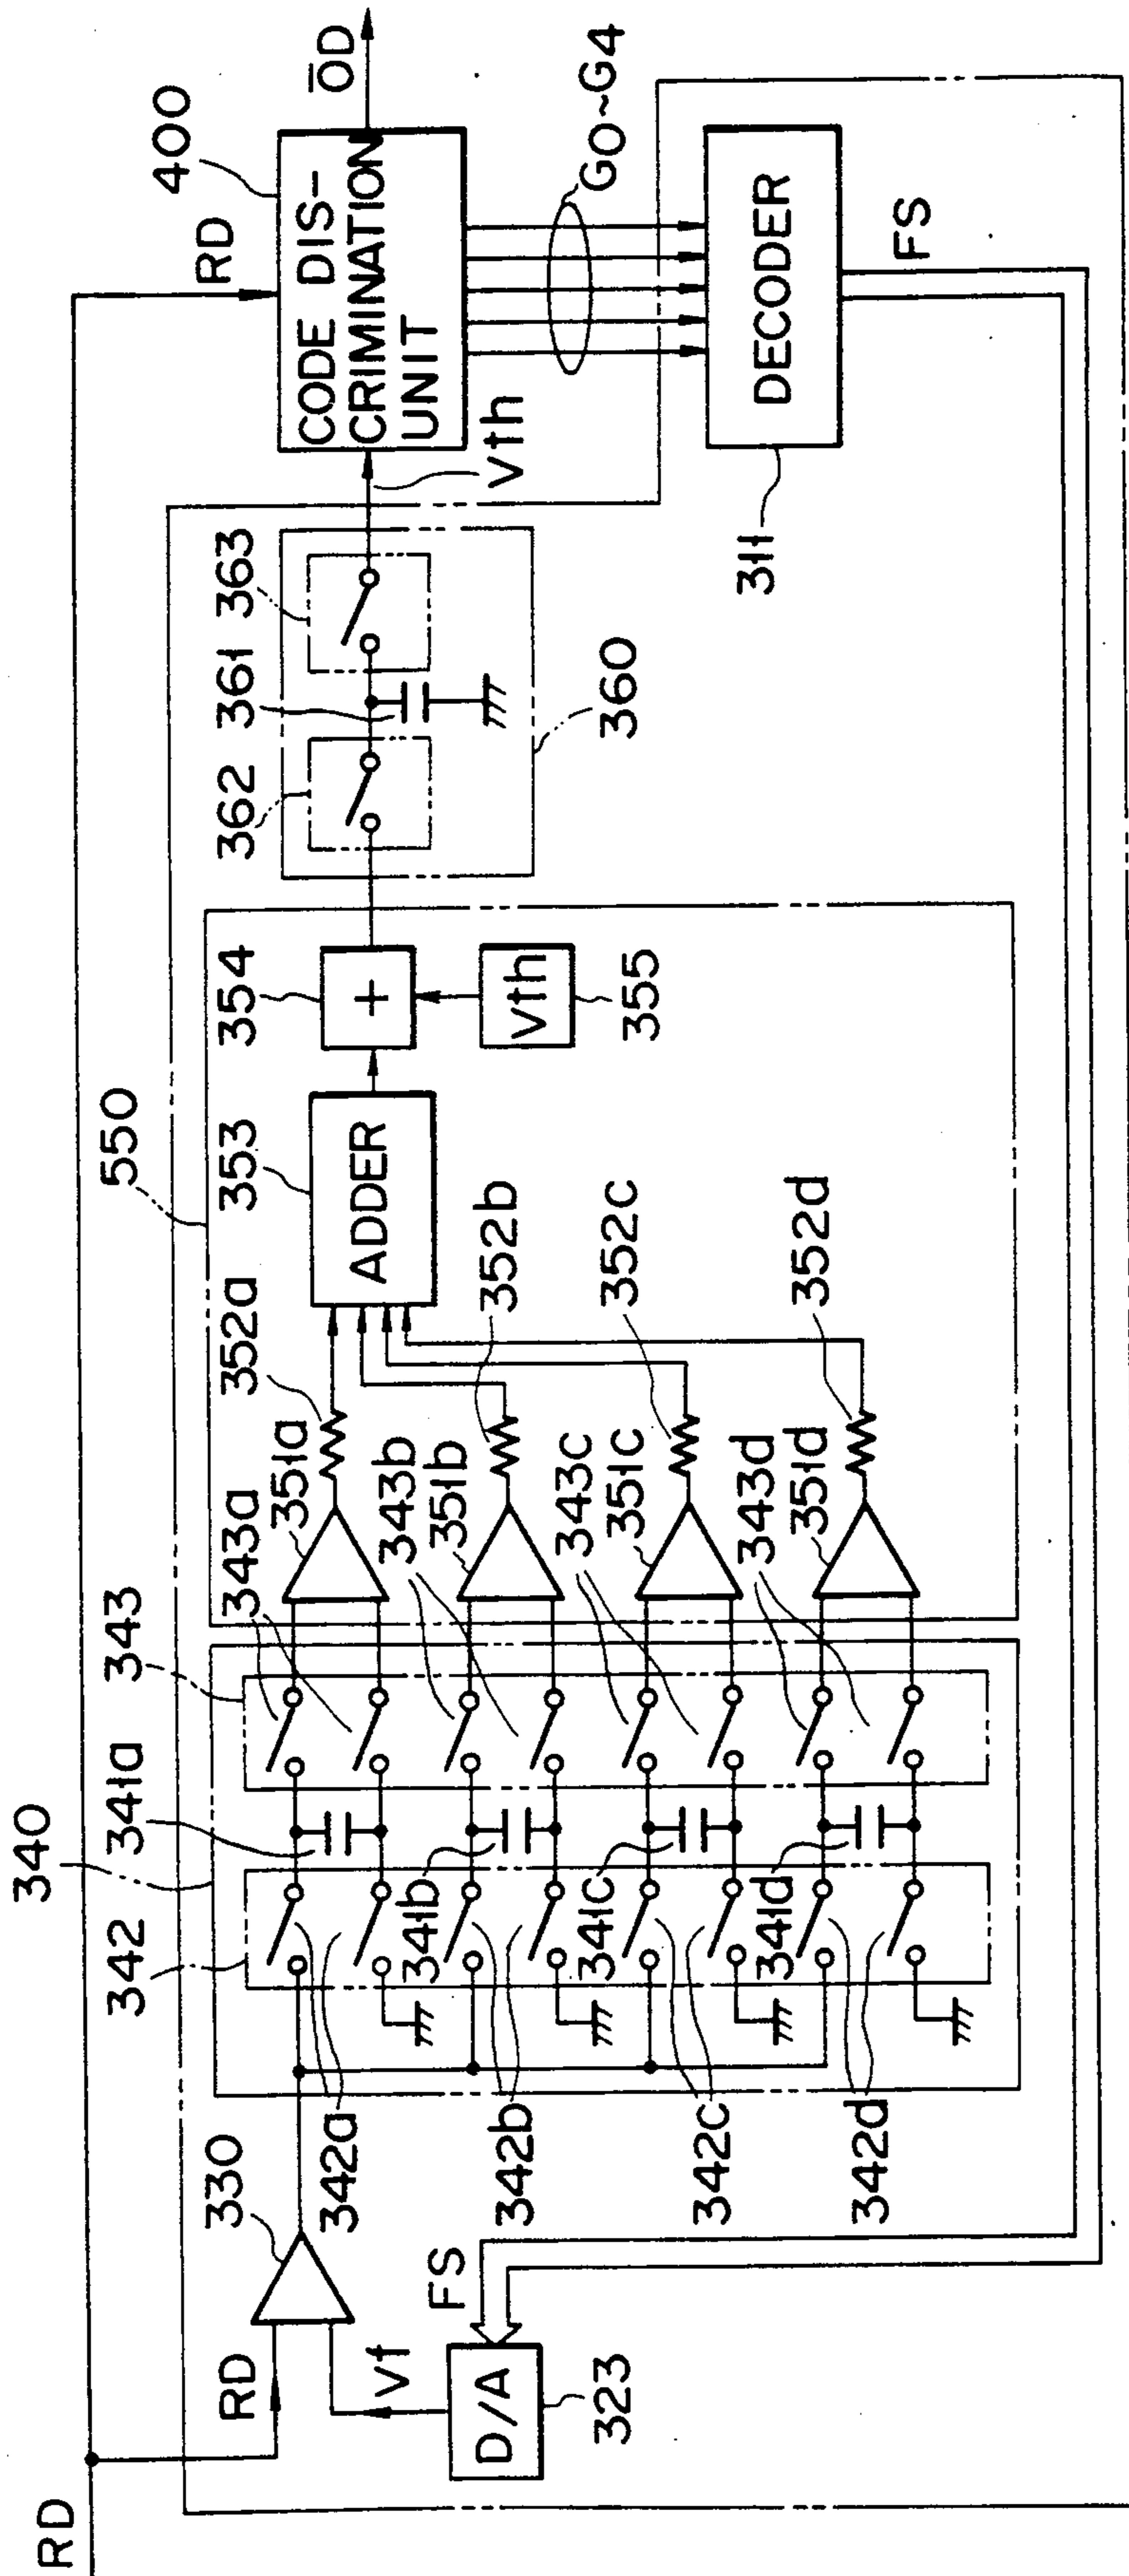 RD
RD
330
Vf
D/A
323
FS
340
342
342a
342b
342c
342d
341a
341b
341c
341d
343
343a
343b
343c
343d
550
351a
351b
351c
351d
352a
352b
352c
352d
353
ADDER
354
+
Vth
355
362
361
363
360
Vth
RD
400
CODE DIS-
CRIMINATION
UNIT
OD
G0~G4
DECODER
311
FS